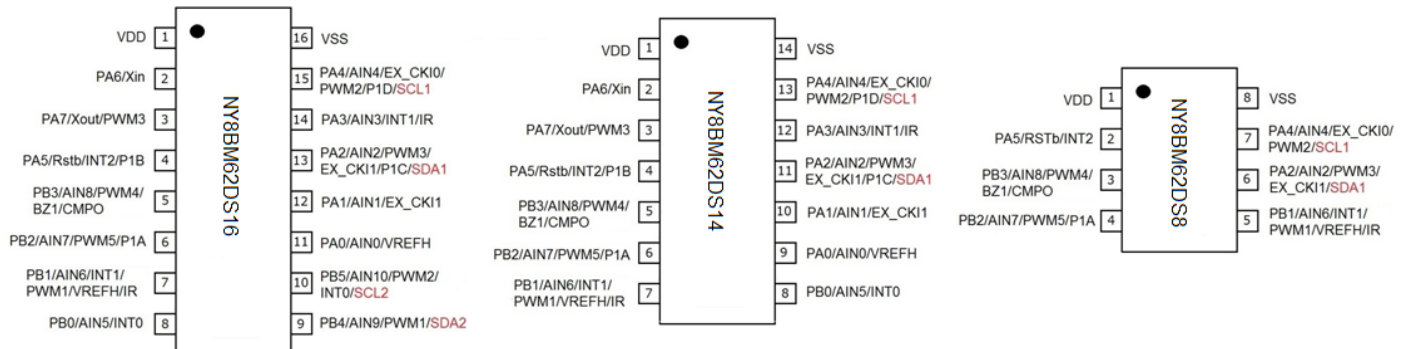 VDD 1
PA6/Xin 2
PA7/Xout/PWM3 3
PA5/Rstb/INT2/P1B 4
PB3/AIN8/PWM4/
BZ1/CMPO 5
PB2/AIN7/PWM5/P1A 6
PB1/AIN6/INT1/
PWM1/VREFH/IR 7
PB0/AIN5/INT0 8
NY8BM62DS16
16 VSS
15 PA4/AIN4/EX_CKI0/
PWM2/P1D/SCL1
14 PA3/AIN3/INT1/IR
13 PA2/AIN2/PWM3/
EX_CKI1/P1C/SDA1
12 PA1/AIN1/EX_CKI1
11 PA0/AIN0/VREFH
10 PB5/AIN10/PWM2/
INT0/SCL2
9 PB4/AIN9/PWM1/SDA2
VDD 1
PA6/Xin 2
PA7/Xout/PWM3 3
PA5/Rstb/INT2/P1B 4
PB3/AIN8/PWM4/
BZ1/CMPO 5
PB2/AIN7/PWM5/P1A 6
PB1/AIN6/INT1/
PWM1/VREFH/IR 7
NY8BM62DS14
14 VSS
13 PA4/AIN4/EX_CKI0/
PWM2/P1D/SCL1
12 PA3/AIN3/INT1/IR
11 PA2/AIN2/PWM3/
EX_CKI1/P1C/SDA1
10 PA1/AIN1/EX_CKI1
9 PA0/AIN0/VREFH
8 PB0/AIN5/INT0
VDD 1
PA5/RSTb/INT2 2
PB3/AIN8/PWM4/
BZ1/CMPO 3
PB2/AIN7/PWM5/P1A 4
NY8BM62DS8
8 VSS
7 PA4/AIN4/EX_CKI0/
PWM2/SCL1
6 PA2/AIN2/PWM3/
EX_CKI1/SDA1
5 PB1/AIN6/INT1/
PWM1/VREFH/IR